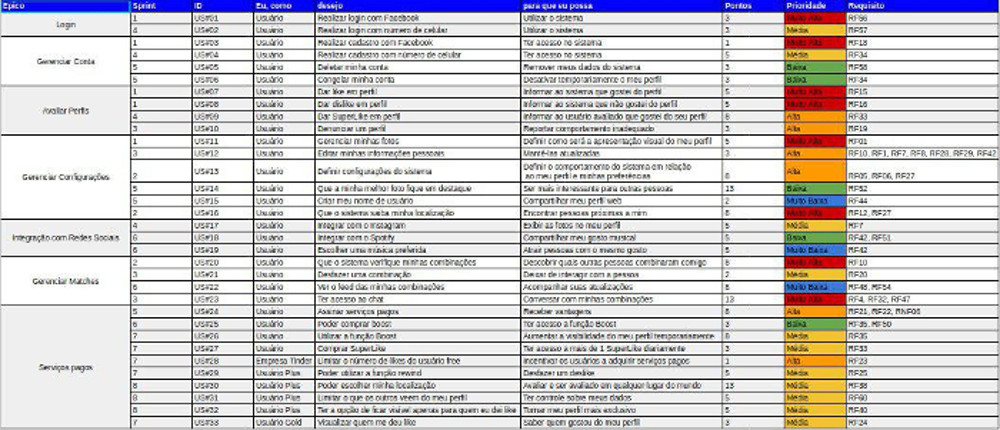 Epico Sprint ID Eu, como desejo para que eu possa Pontos Prioridade Requisito
Login
1 US#01 Usuário Realizar login com Facebook Utilizar o sistema 3 Muito Alta RF56
4 US#02 Usuário Realizar login com numero de celular Utilizar o sistema 3 Média RF57
Gerenciar Conta
1 US#03 Usuário Realizar cadastro com Facebook Ter acesso no sistema 1 Muito Alta RF18
4 US#04 Usuário Realizar cadastro com número de celular Ter acesso no sistema 5 Média RF34
5 US#05 Usuário Deletar minha conta Remover meus dados do sistema 3 Baixa RF58
5 US#06 Usuário Congelar minha conta Desativar temporariamente o meu perfil 3 Baixa RF34
Avaliar Perfis
1 US#07 Usuário Dar like em perfil Informar ao sistema que gostei do perfil 5 Muito Alta RF15
1 US#08 Usuário Dar dislike em perfil Informar ao sistema que não gostei do perfil 5 Muito Alta RF16
4 US#09 Usuário Dar SuperLike em perfil Informar ao usuário avaliado que gostei do seu perfil 8 Alta RF33
3 US#10 Usuário Denunciar um perfil Reportar comportamento inadequado 3 Alta RF19
Gerenciar Configurações
1 US#11 Usuário Gerenciar minhas fotos Definir como será a apresentação visual do meu perfil 5 Muito Alta RF01
3 US#12 Usuário Editar minhas informações pessoais Mantê-las atualizadas 3 Alta RF10, RF1, RF7, RF8, RF28, RF29, RF42
2 US#13 Usuário Definir configurações do sistema Definir o comportamento do sistema em relação
ao meu perfil e minhas preferências 8 Alta RF05, RF06, RF27
5 US#14 Usuário Que a minha melhor foto fique em destaque Ser mais interessante para outras pessoas 13 Baixa RF52
5 US#15 Usuário Criar meu nome de usuário Compartilhar meu perfil web 2 Muito Baixa RF44
2 US#16 Usuário Que o sistema saiba minha localização Encontrar pessoas próximas a mim 8 Muito Alta RF12, RF27
Integração com Redes Sociais
4 US#17 Usuário Integrar com o Instagram Exibir as fotos no meu perfil 5 Média RF7
6 US#18 Usuário Integrar com o Spotify Compartilhar meu gosto musical 5 Baixa RF42, RF51
6 US#19 Usuário Escolher uma música preferida Atrair pessoas com o mesmo gosto 5 Muito Baixa RF42
Gerenciar Matches
2 US#20 Usuário Que o sistema verifique minhas combinações Descobrir quais outras pessoas combinaram comigo 8 Muito Alta RF10
3 US#21 Usuário Desfazer uma combinação Deixar de interagir com a pessoa 2 Média RF20
6 US#22 Usuário Ver o feed das minhas combinações Acompanhar suas atualizações 8 Muito Baixa RF48, RF54
3 US#23 Usuário Ter acesso ao chat Conversar com minhas combinações 13 Muito Alta RF4, RF32, RF47
Serviços pagos
5 US#24 Usuário Assinar serviços pagos Receber vantagens 8 Alta RF21, RF22, RNF06
6 US#25 Usuário Poder comprar boost Ter acesso a função Boost 3 Baixa RF35, RF50
7 US#26 Usuário Utilizar a função Boost Aumentar a visibilidade do meu perfil temporariamente 8 Média RF35
7 US#27 Usuário Comprar SuperLike Ter acesso a mais de 1 SuperLike diariamente 3 Média RF33
7 US#28 Empresa Tinder Limitar o número de likes do usuário free Incentivar os usuários a adquirir serviços pagos 1 Alta RF23
7 US#29 Usuário Plus Poder utilizar a função rewind Desfazer um deslike 5 Média RF25
8 US#30 Usuário Plus Poder escolher minha localização Avaliar e ser avaliado em qualquer lugar do mundo 13 Média RF38
8 US#31 Usuário Plus Limitar o que os outros veem do meu perfil Ter controle sobre meus dados 5 Média RF60
8 US#32 Usuário Plus Ter a opção de ficar visível apenas para quem eu dei like Tornar meu perfil mais exclusivo 5 Média RF40
7 US#33 Usuário Gold Visualizar quem me deu like Saber quem gostou do meu perfil 3 Média RF24